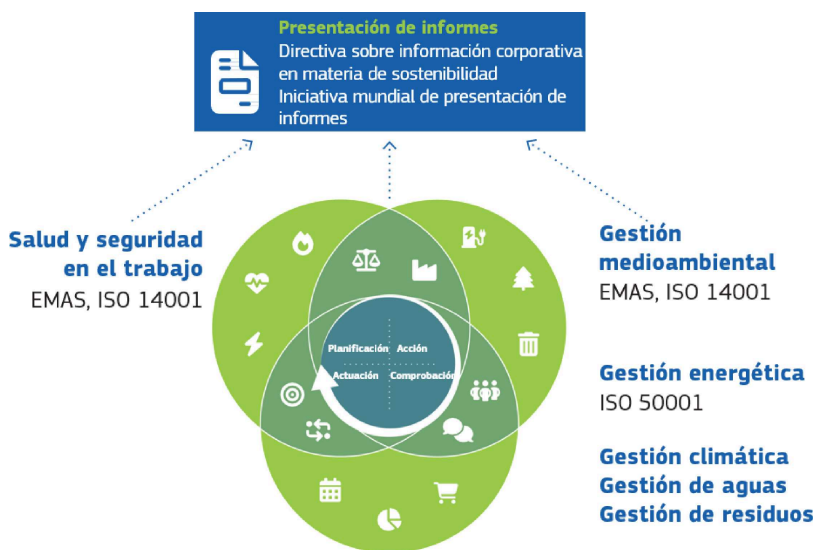 Presentación de informes
Directiva sobre información corporativa
en materia de sostenibilidad
Iniciativa mundial de presentación de
informes
Salud y seguridad
en el trabajo
EMAS, ISO 14001
Planificación
Acción
Actuación
Comprobación
Gestión
medioambiental
EMAS, ISO 14001
Gestión energética
ISO 50001
Gestión climática
Gestión de aguas
Gestión de residuos